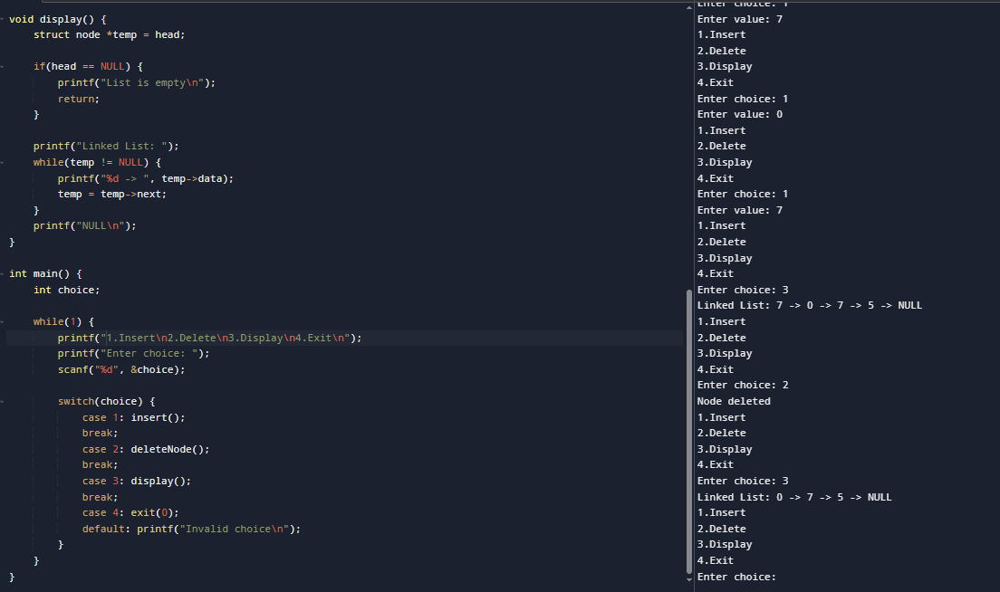 void display() {
    struct node *temp = head;

    if(head == NULL) {
        printf("List is empty\n");
        return;
    }

    printf("Linked List: ");
    while(temp != NULL) {
        printf("%d -> ", temp->data);
        temp = temp->next;
    }
    printf("NULL\n");
}

int main() {
    int choice;

    while(1) {
        printf("1.Insert\n2.Delete\n3.Display\n4.Exit\n");
        printf("Enter choice: ");
        scanf("%d", &choice);

        switch(choice) {
            case 1: insert();
            break;
            case 2: deleteNode();
            break;
            case 3: display();
            break;
            case 4: exit(0);
            default: printf("Invalid choice\n");
        }
    }
}
Enter choice: 1
Enter value: 7
1.Insert
2.Delete
3.Display
4.Exit
Enter choice: 1
Enter value: 0
1.Insert
2.Delete
3.Display
4.Exit
Enter choice: 1
Enter value: 7
1.Insert
2.Delete
3.Display
4.Exit
Enter choice: 3
Linked List: 7 -> 0 -> 7 -> 5 -> NULL
1.Insert
2.Delete
3.Display
4.Exit
Enter choice: 2
Node deleted
1.Insert
2.Delete
3.Display
4.Exit
Enter choice: 3
Linked List: 0 -> 7 -> 5 -> NULL
1.Insert
2.Delete
3.Display
4.Exit
Enter choice: